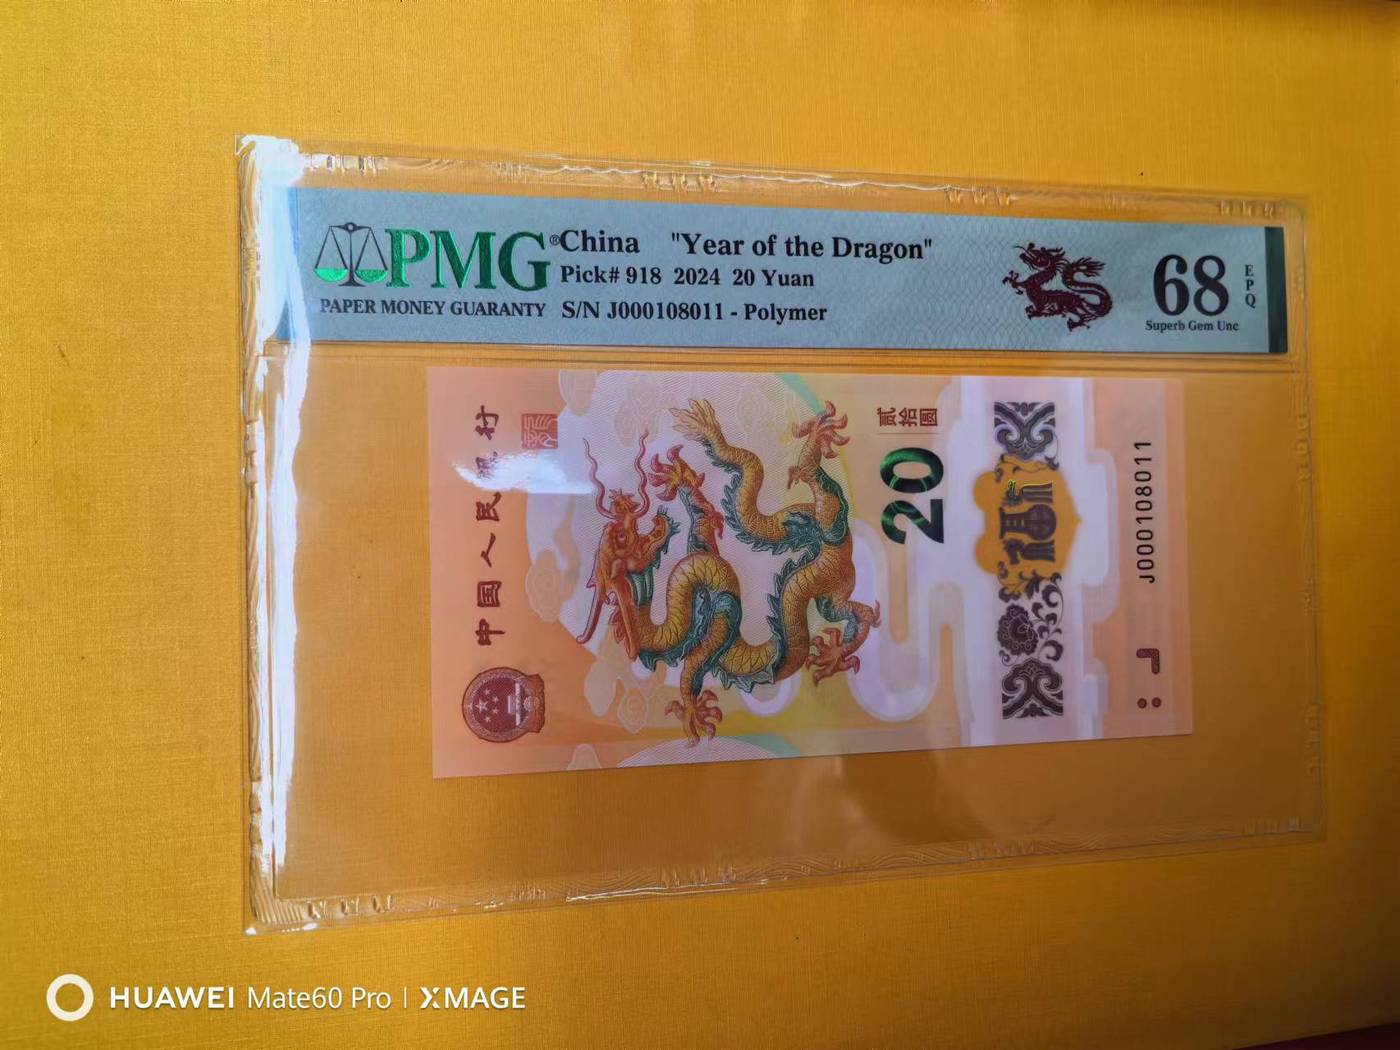 PMG® China "Year of the Dragon"
Pick# 918 2024 20 Yuan
PAPER MONEY GUARANTY S/N J000108011 - Polymer
68 EPQ
Superb Gem Unc
中国人民银行
贰拾圆
20
福
J000108011
HUAWEI Mate60 Pro | XMAGE